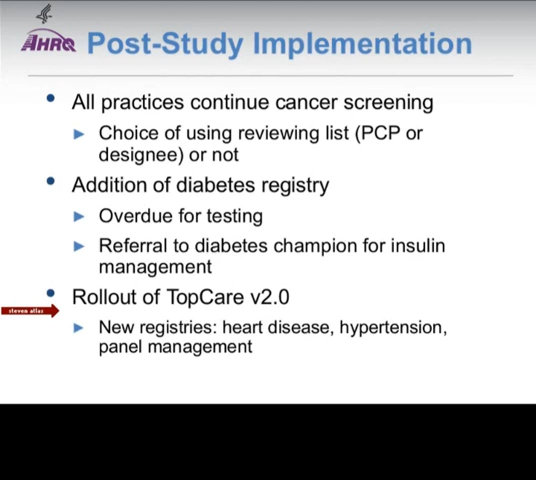 AHRQ Post-Study Implementation
• All practices continue cancer screening
► Choice of using reviewing list (PCP or
designee) or not
• Addition of diabetes registry
► Overdue for testing
► Referral to diabetes champion for insulin
management
• Rollout of TopCare v2.0
steven atlas
► New registries: heart disease, hypertension,
panel management